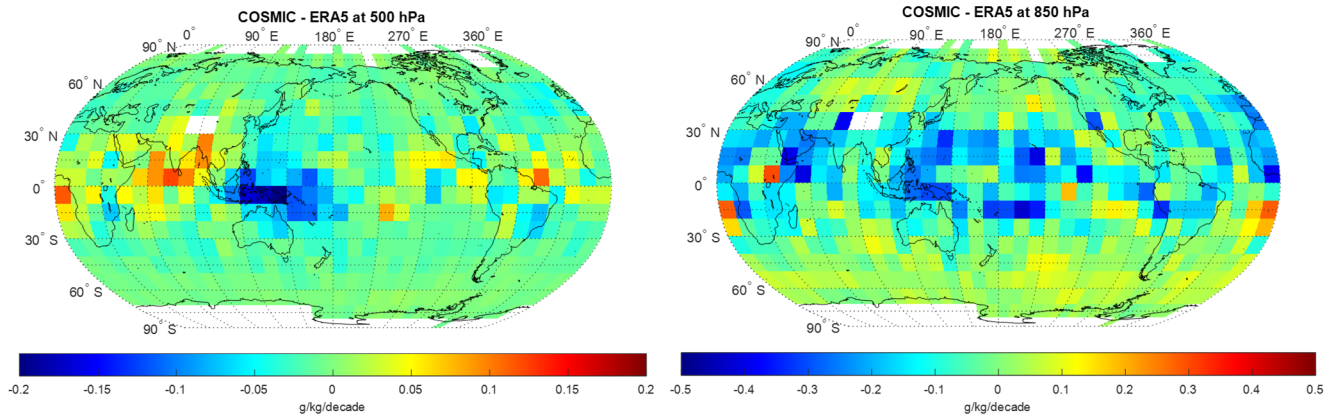 COSMIC - ERA5 at 500 hPa
0° 90° E 180° E 270° E 360° E
90° N
60° N
30° N
0°
30° S
60° S
90° S
-0.2 -0.15 -0.1 -0.05 0 0.05 0.1 0.15 0.2
g/kg/decade
COSMIC - ERA5 at 850 hPa
0° 90° E 180° E 270° E 360° E
90° N
60° N
30° N
0°
30° S
60° S
90° S
-0.5 -0.4 -0.3 -0.2 -0.1 0 0.1 0.2 0.3 0.4 0.5
g/kg/decade